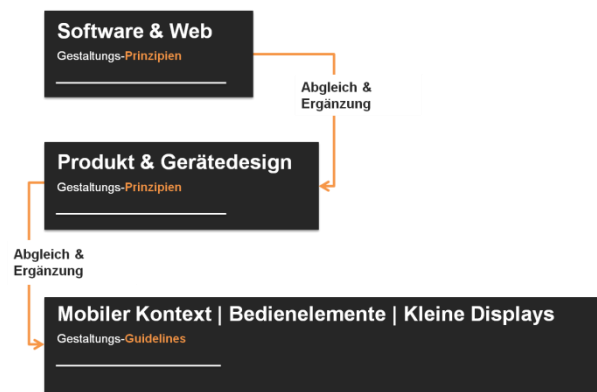 Software & Web
Gestaltungs-Prinzipien
Abgleich &
Ergänzung
Produkt & Gerätedesign
Gestaltungs-Prinzipien
Abgleich &
Ergänzung
Mobiler Kontext | Bedienelemente | Kleine Displays
Gestaltungs-Guidelines